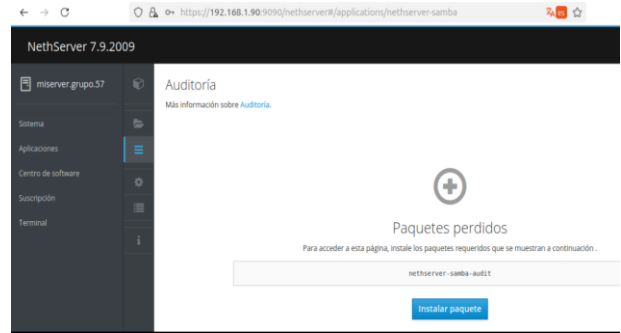 https://192.168.1.90:9090/nethserver#/applications/nethserver-samba
NethServer 7.9.2009
miserver.grupo.57
Sistema
Aplicaciones
Centro de software
Suscripción
Terminal
Auditoría
Más información sobre Auditoría.
Paquetes perdidos
Para acceder a esta página, instale los paquetes requeridos que se muestran a continuación .
nethserver-samba-audit
Instalar paquete